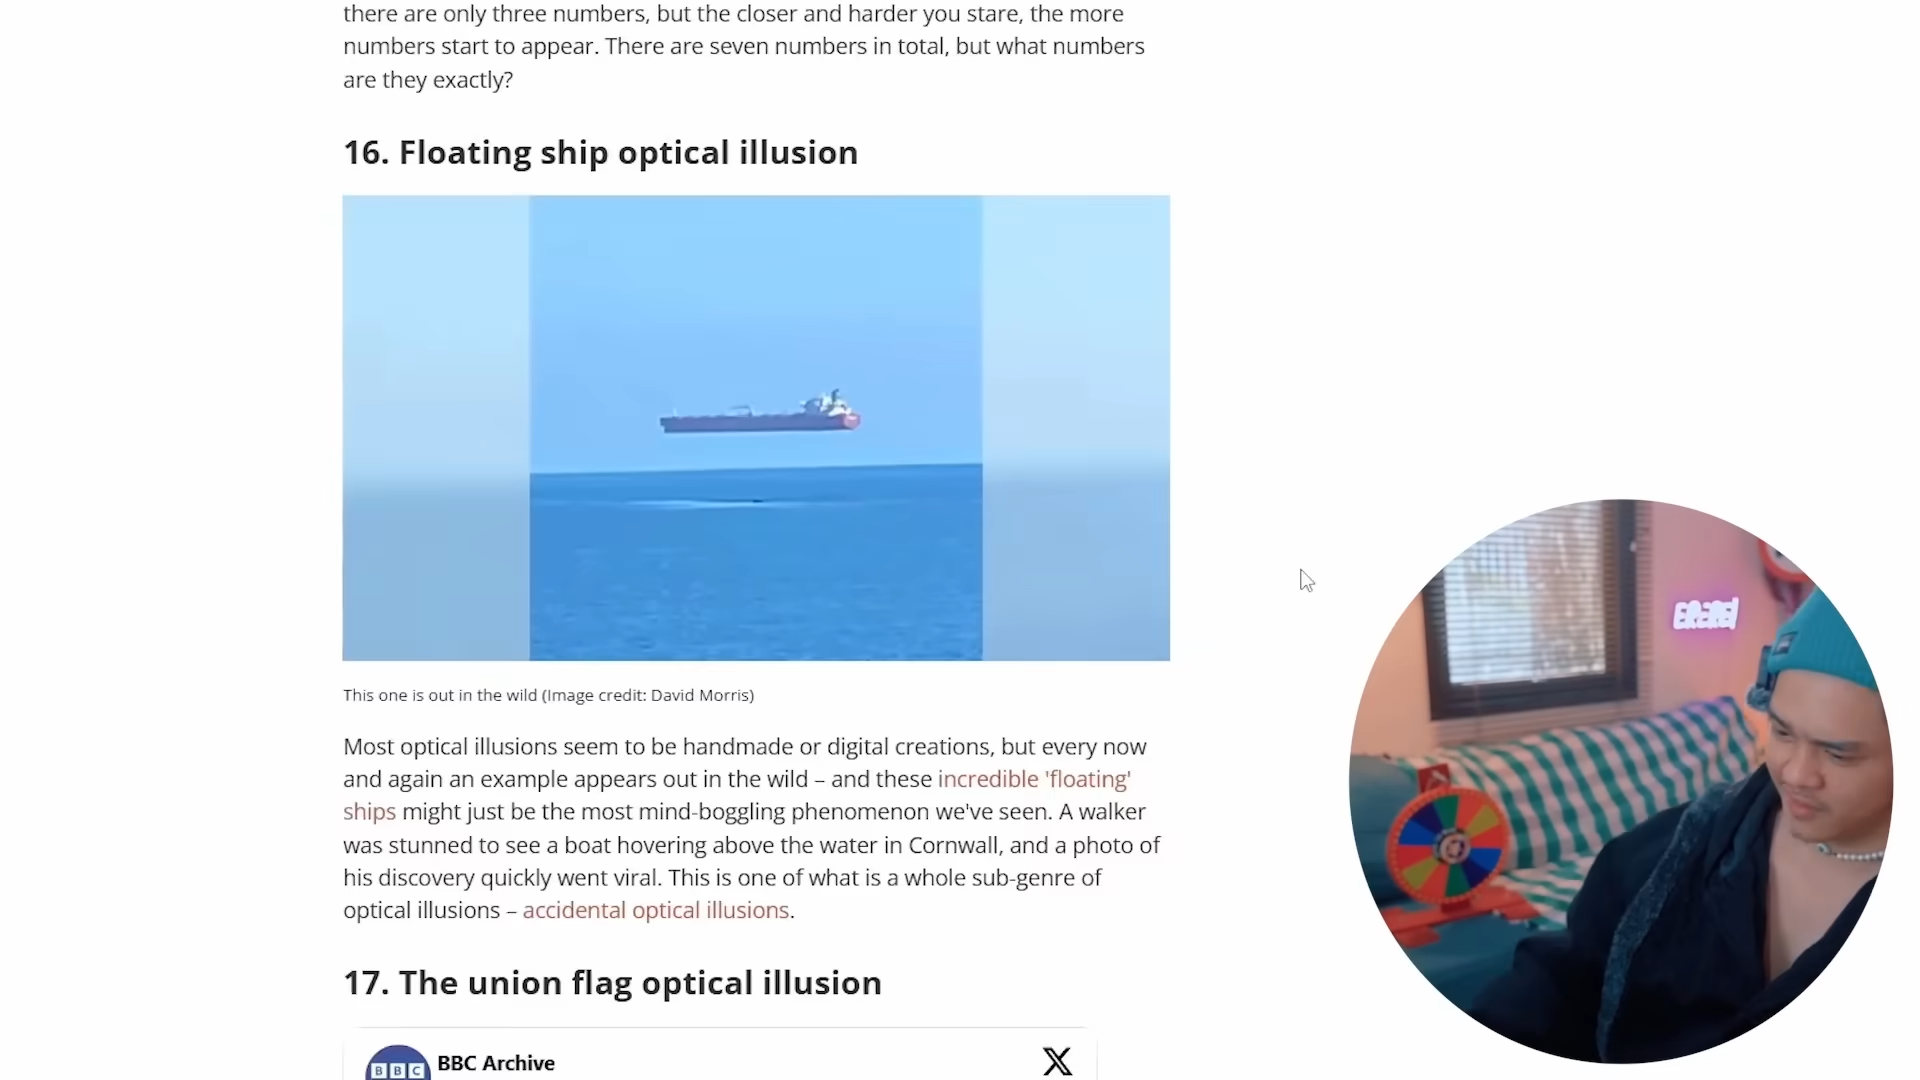 there are only three numbers, but the closer and harder you stare, the more
numbers start to appear. There are seven numbers in total, but what numbers
are they exactly?
16. Floating ship optical illusion
This one is out in the wild (Image credit: David Morris)
Most optical illusions seem to be handmade or digital creations, but every now
and again an example appears out in the wild – and these incredible 'floating'
ships might just be the most mind-boggling phenomenon we've seen. A walker
was stunned to see a boat hovering above the water in Cornwall, and a photo of
his discovery quickly went viral. This is one of what is a whole sub-genre of
optical illusions – accidental optical illusions.
17. The union flag optical illusion
BBC
BBC Archive
X